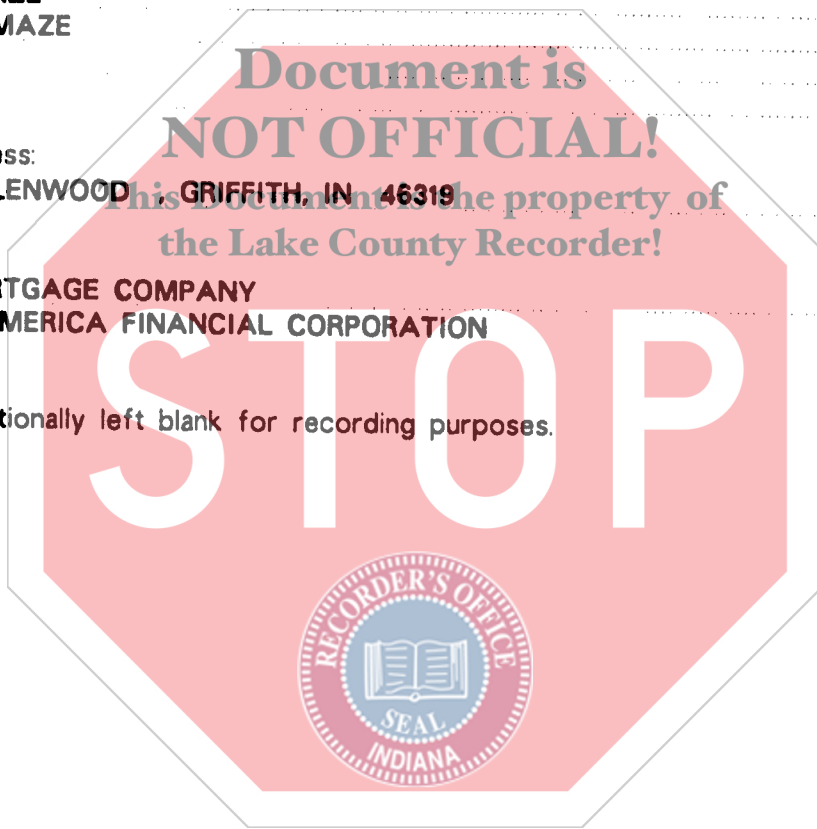 MAZE
Document is
NOT OFFICIAL!
ess:
LENWOOD , GRIFFITH, IN 46319
This Document is the property of
the Lake County Recorder!
RTGAGE COMPANY
MERICA FINANCIAL CORPORATION
STOP
tionally left blank for recording purposes.
RECORDER'S OFFICE
SEAL
INDIANA